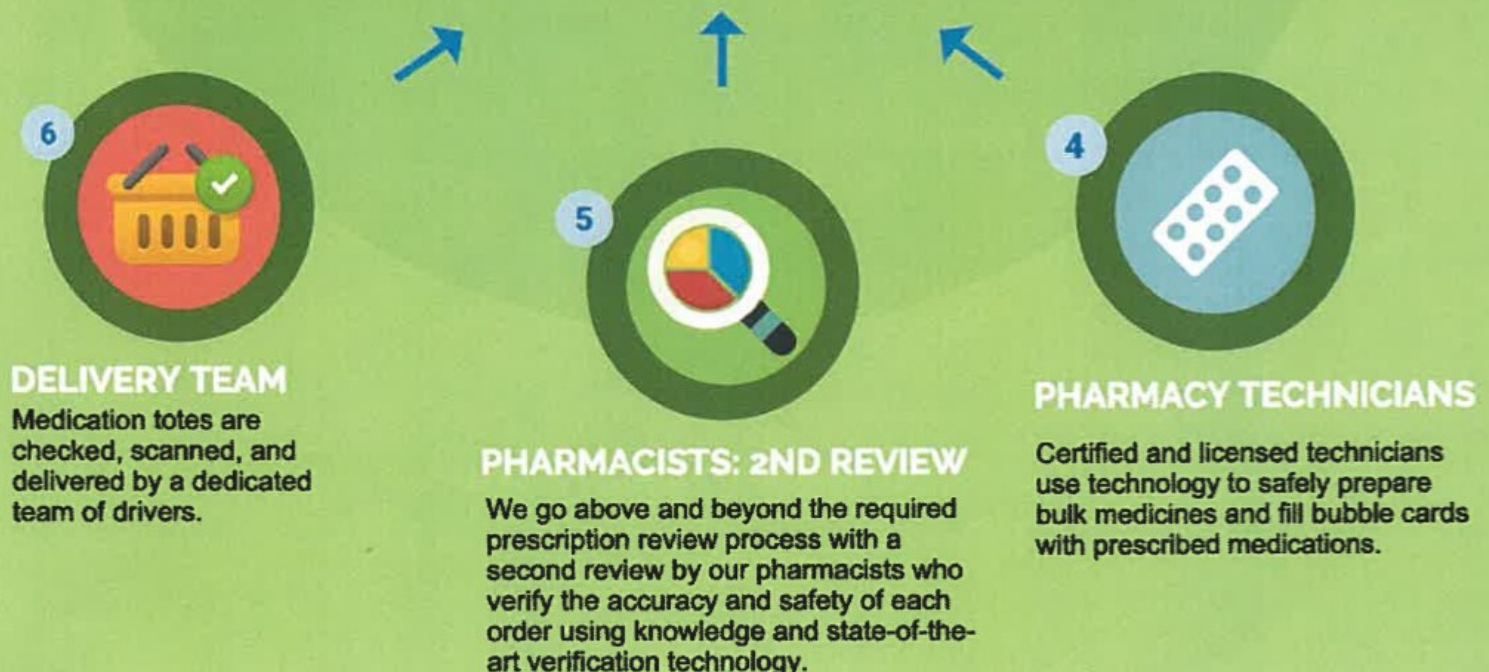 6
DELIVERY TEAM
Medication totes are
checked, scanned, and
delivered by a dedicated
team of drivers.
5
PHARMACISTS: 2ND REVIEW
We go above and beyond the required
prescription review process with a
second review by our pharmacists who
verify the accuracy and safety of each
order using knowledge and state-of-the-
art verification technology.
4
PHARMACY TECHNICIANS
Certified and licensed technicians
use technology to safely prepare
bulk medicines and fill bubble cards
with prescribed medications.